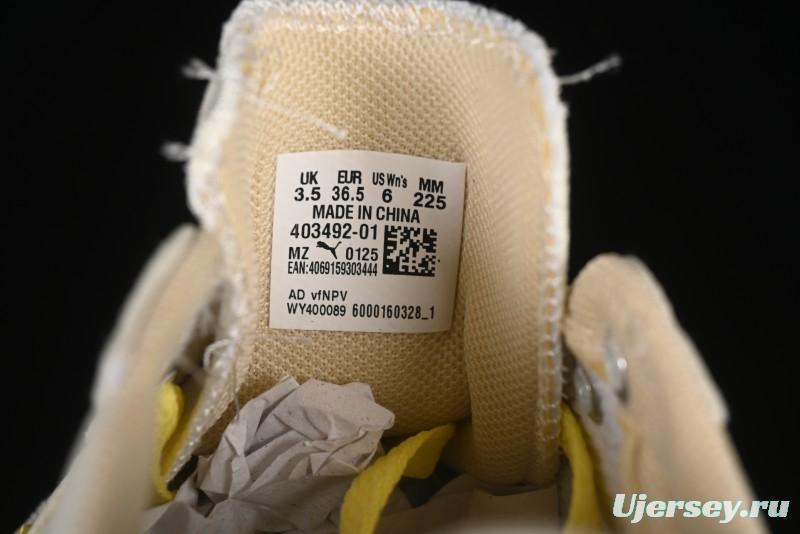 UK EUR US Wn's MM
3.5 36.5 6 225
MADE IN CHINA
403492-01
MZ 0125
EAN:4069159303444
AD vfNPV
WY400089 6000160328_1
Ujersey.ru